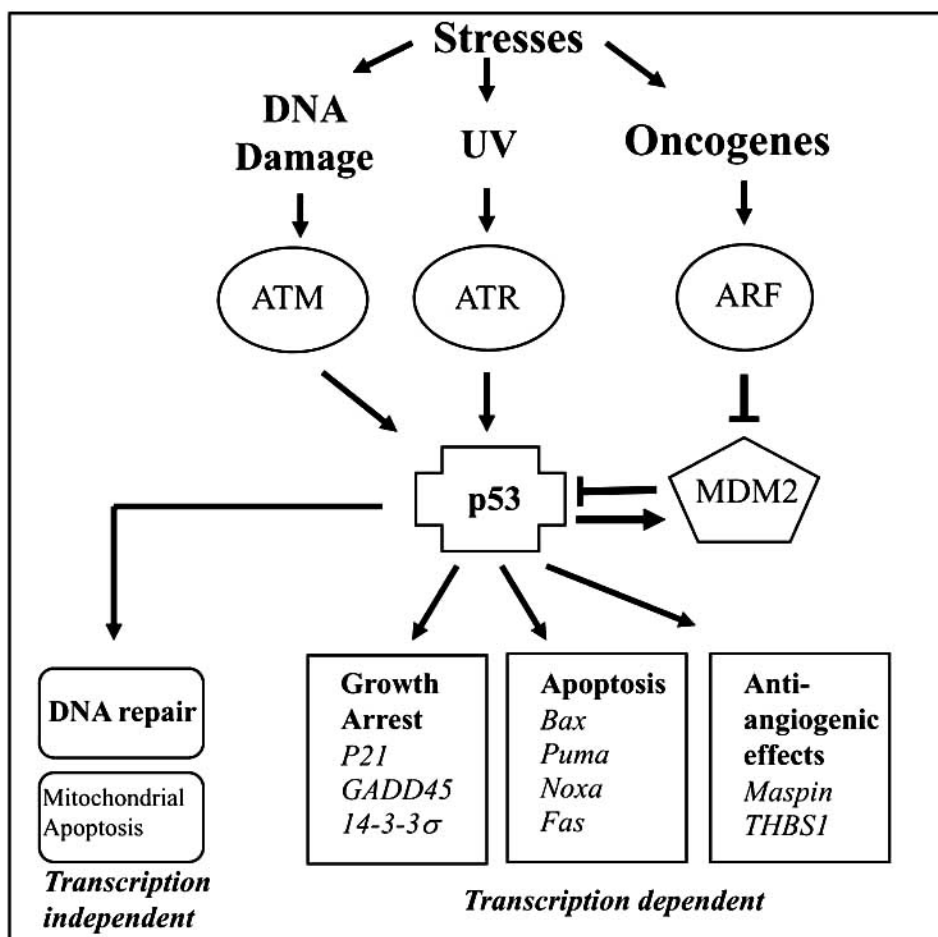 Stresses
DNA
Damage
UV
Oncogenes
ATM
ATR
ARF
p53
MDM2
DNA repair
Mitochondrial
Apoptosis
Transcription
independent
Growth
Arrest
P21
GADD45
14-3-3σ
Apoptosis
Bax
Puma
Noxa
Fas
Anti-
angiogenic
effects
Maspin
THBS1
Transcription dependent